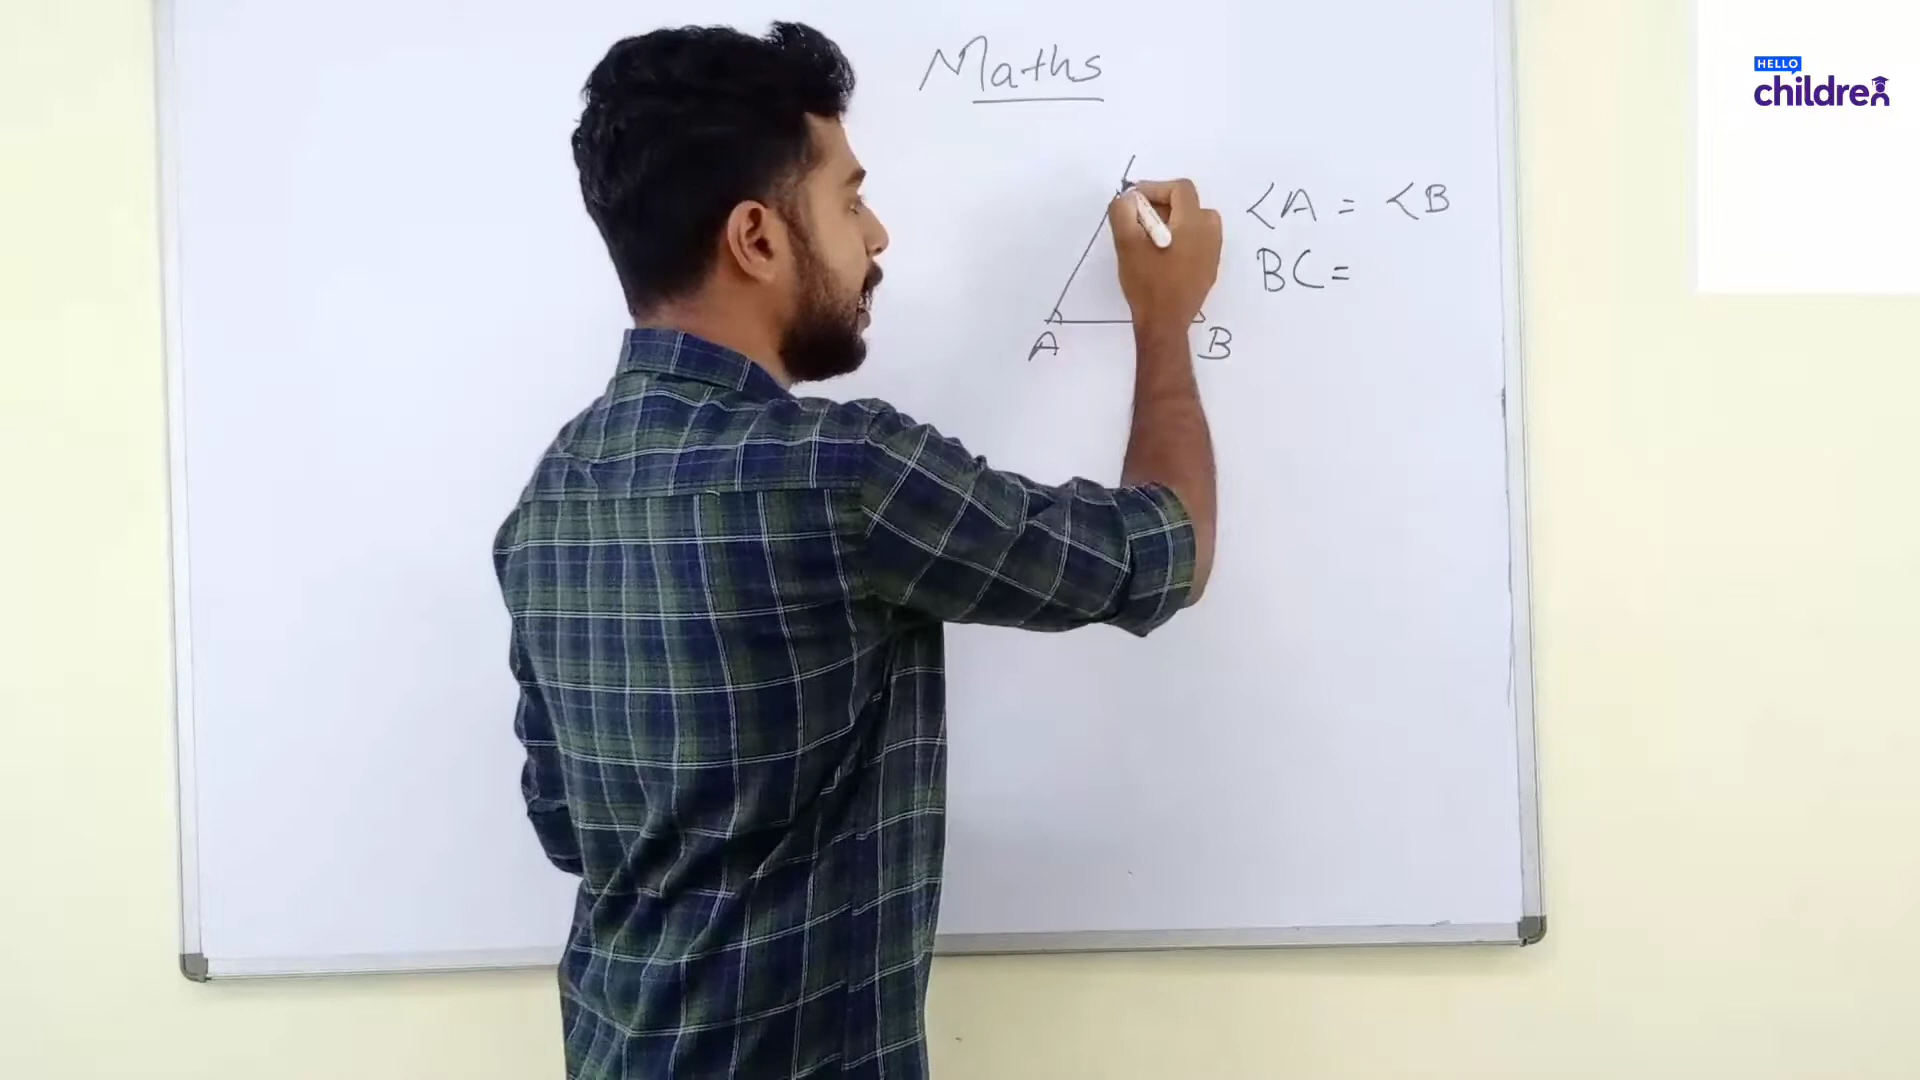 Maths
<A = <B
BC=
A
B
HELLO
children